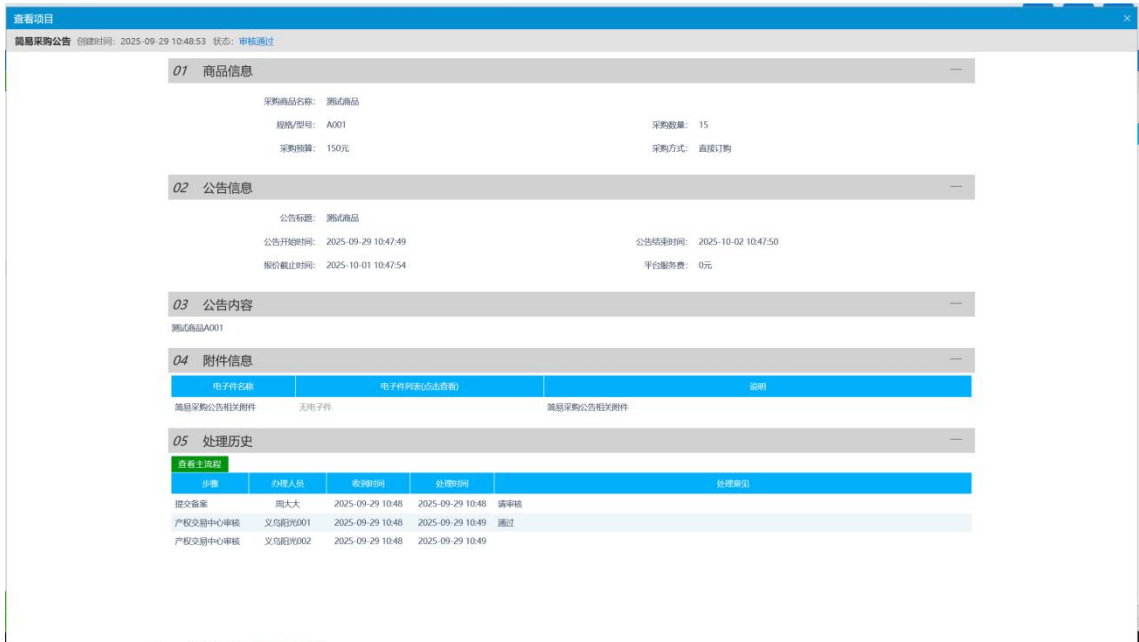 查看项目
简易采购公告 创建时间：2025-09-29 10:48:53 状态：审核通过
01 商品信息
采购商品名称： 测试商品
规格/型号： A001 采购数量： 15
采购预算： 150元 采购方式： 直接订购
02 公告信息
公告标题： 测试商品
公告开始时间： 2025-09-29 10:47:49 公告结束时间： 2025-10-02 10:47:50
报价截止时间： 2025-10-01 10:47:54 平台服务费： 0元
03 公告内容
测试商品A001
04 附件信息
电子件名称 电子件列表(点击查看) 说明
简易采购公告相关附件 无电子件 简易采购公告相关附件
05 处理历史
查看主流程
步骤 办理人员 收到时间 处理时间 处理意见
提交备案 周大大 2025-09-29 10:48 2025-09-29 10:48 请审核
产权交易中心审核 义乌阳光001 2025-09-29 10:48 2025-09-29 10:49 通过
产权交易中心审核 义乌阳光002 2025-09-29 10:48 2025-09-29 10:49